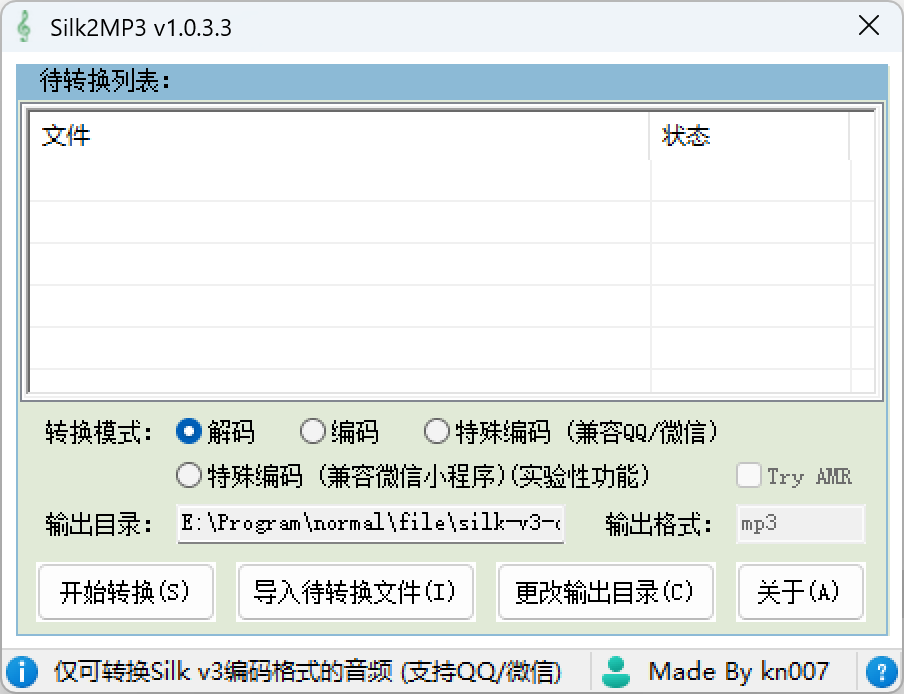 Silk2MP3 v1.0.3.3
待转换列表:
文件 状态
转换模式: 解码 编码 特殊编码 (兼容QQ/微信)
特殊编码 (兼容微信小程序)(实验性功能) Try AMR
输出目录: E:\Program\normal\file\silk-v3- 输出格式: mp3
开始转换(S) 导入待转换文件(I) 更改输出目录(C) 关于(A)
仅可转换Silk v3编码格式的音频 (支持QQ/微信) Made By kn007